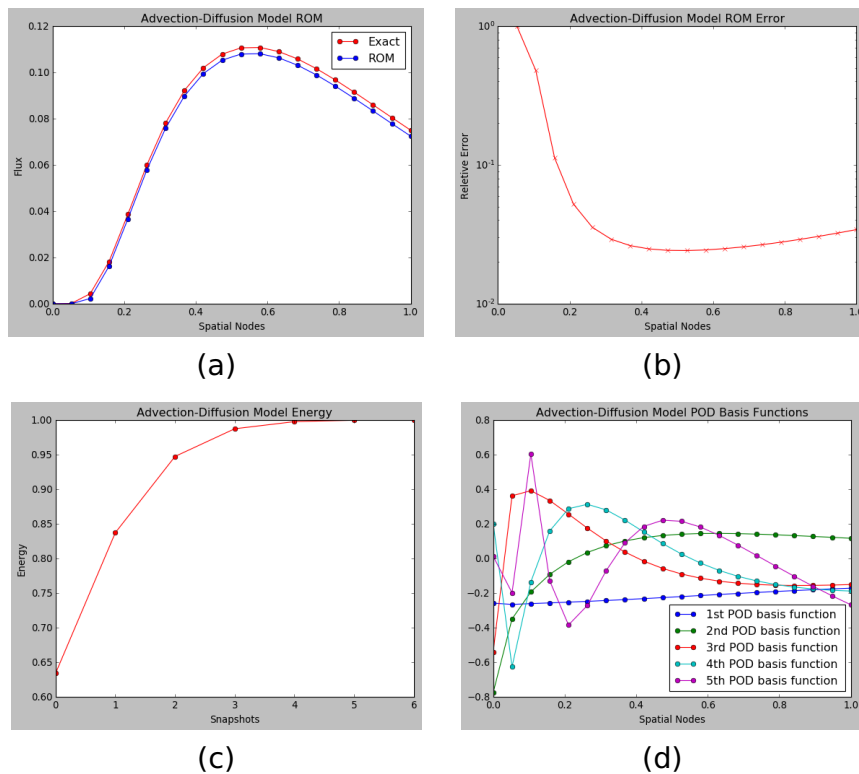 Advection-Diffusion Model ROM
0.12
0.10
0.08
0.06
0.04
0.02
0.00
Flux
Exact
ROM
0.0 0.2 0.4 0.6 0.8 1.0
Spatial Nodes
(a)
Advection-Diffusion Model ROM Error
10^0
10^-1
10^-2
Reletive Error
0.0 0.2 0.4 0.6 0.8 1.0
Spatial Nodes
(b)
Advection-Diffusion Model Energy
1.00
0.95
0.90
0.85
0.80
0.75
0.70
0.65
0.60
Energy
0 1 2 3 4 5 6
Snapshots
(c)
Advection-Diffusion Model POD Basis Functions
0.8
0.6
0.4
0.2
0.0
−0.2
−0.4
−0.6
−0.8
1st POD basis function
2nd POD basis function
3rd POD basis function
4th POD basis function
5th POD basis function
0.0 0.2 0.4 0.6 0.8 1.0
Spatial Nodes
(d)